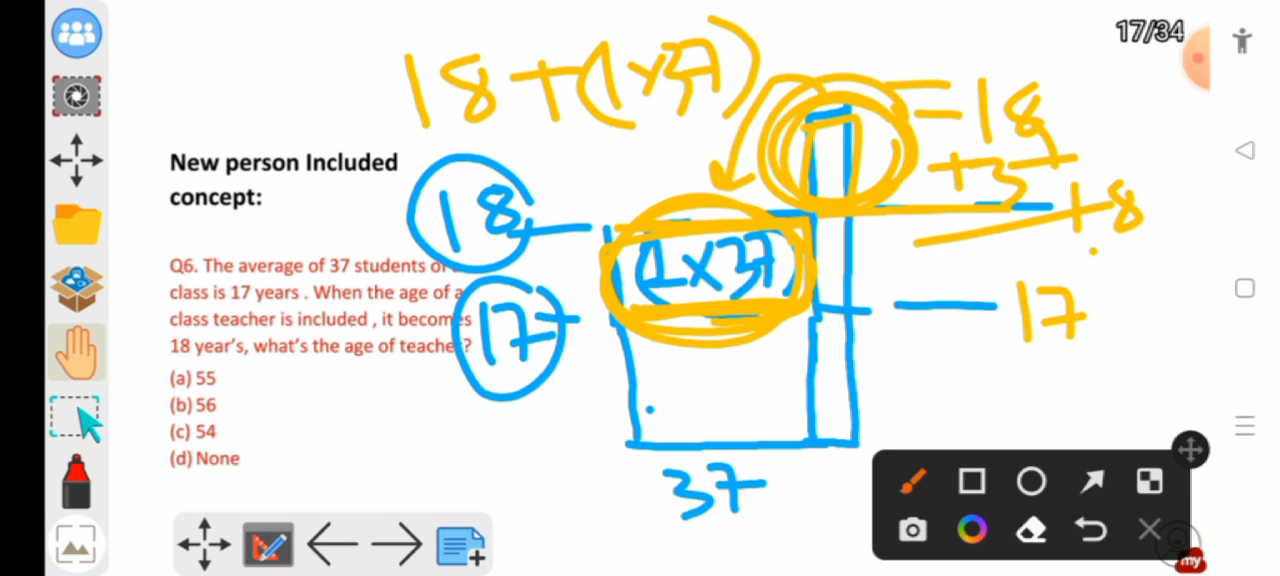 17/34
18+(1×37)
=18
+37
18
New person Included
concept:
18
(1×37)
17
17
Q6. The average of 37 students of
class is 17 years . When the age of a
class teacher is included , it becomes
18 year's, what's the age of teacher?
(a) 55
(b) 56
(c) 54
(d) None
37
my